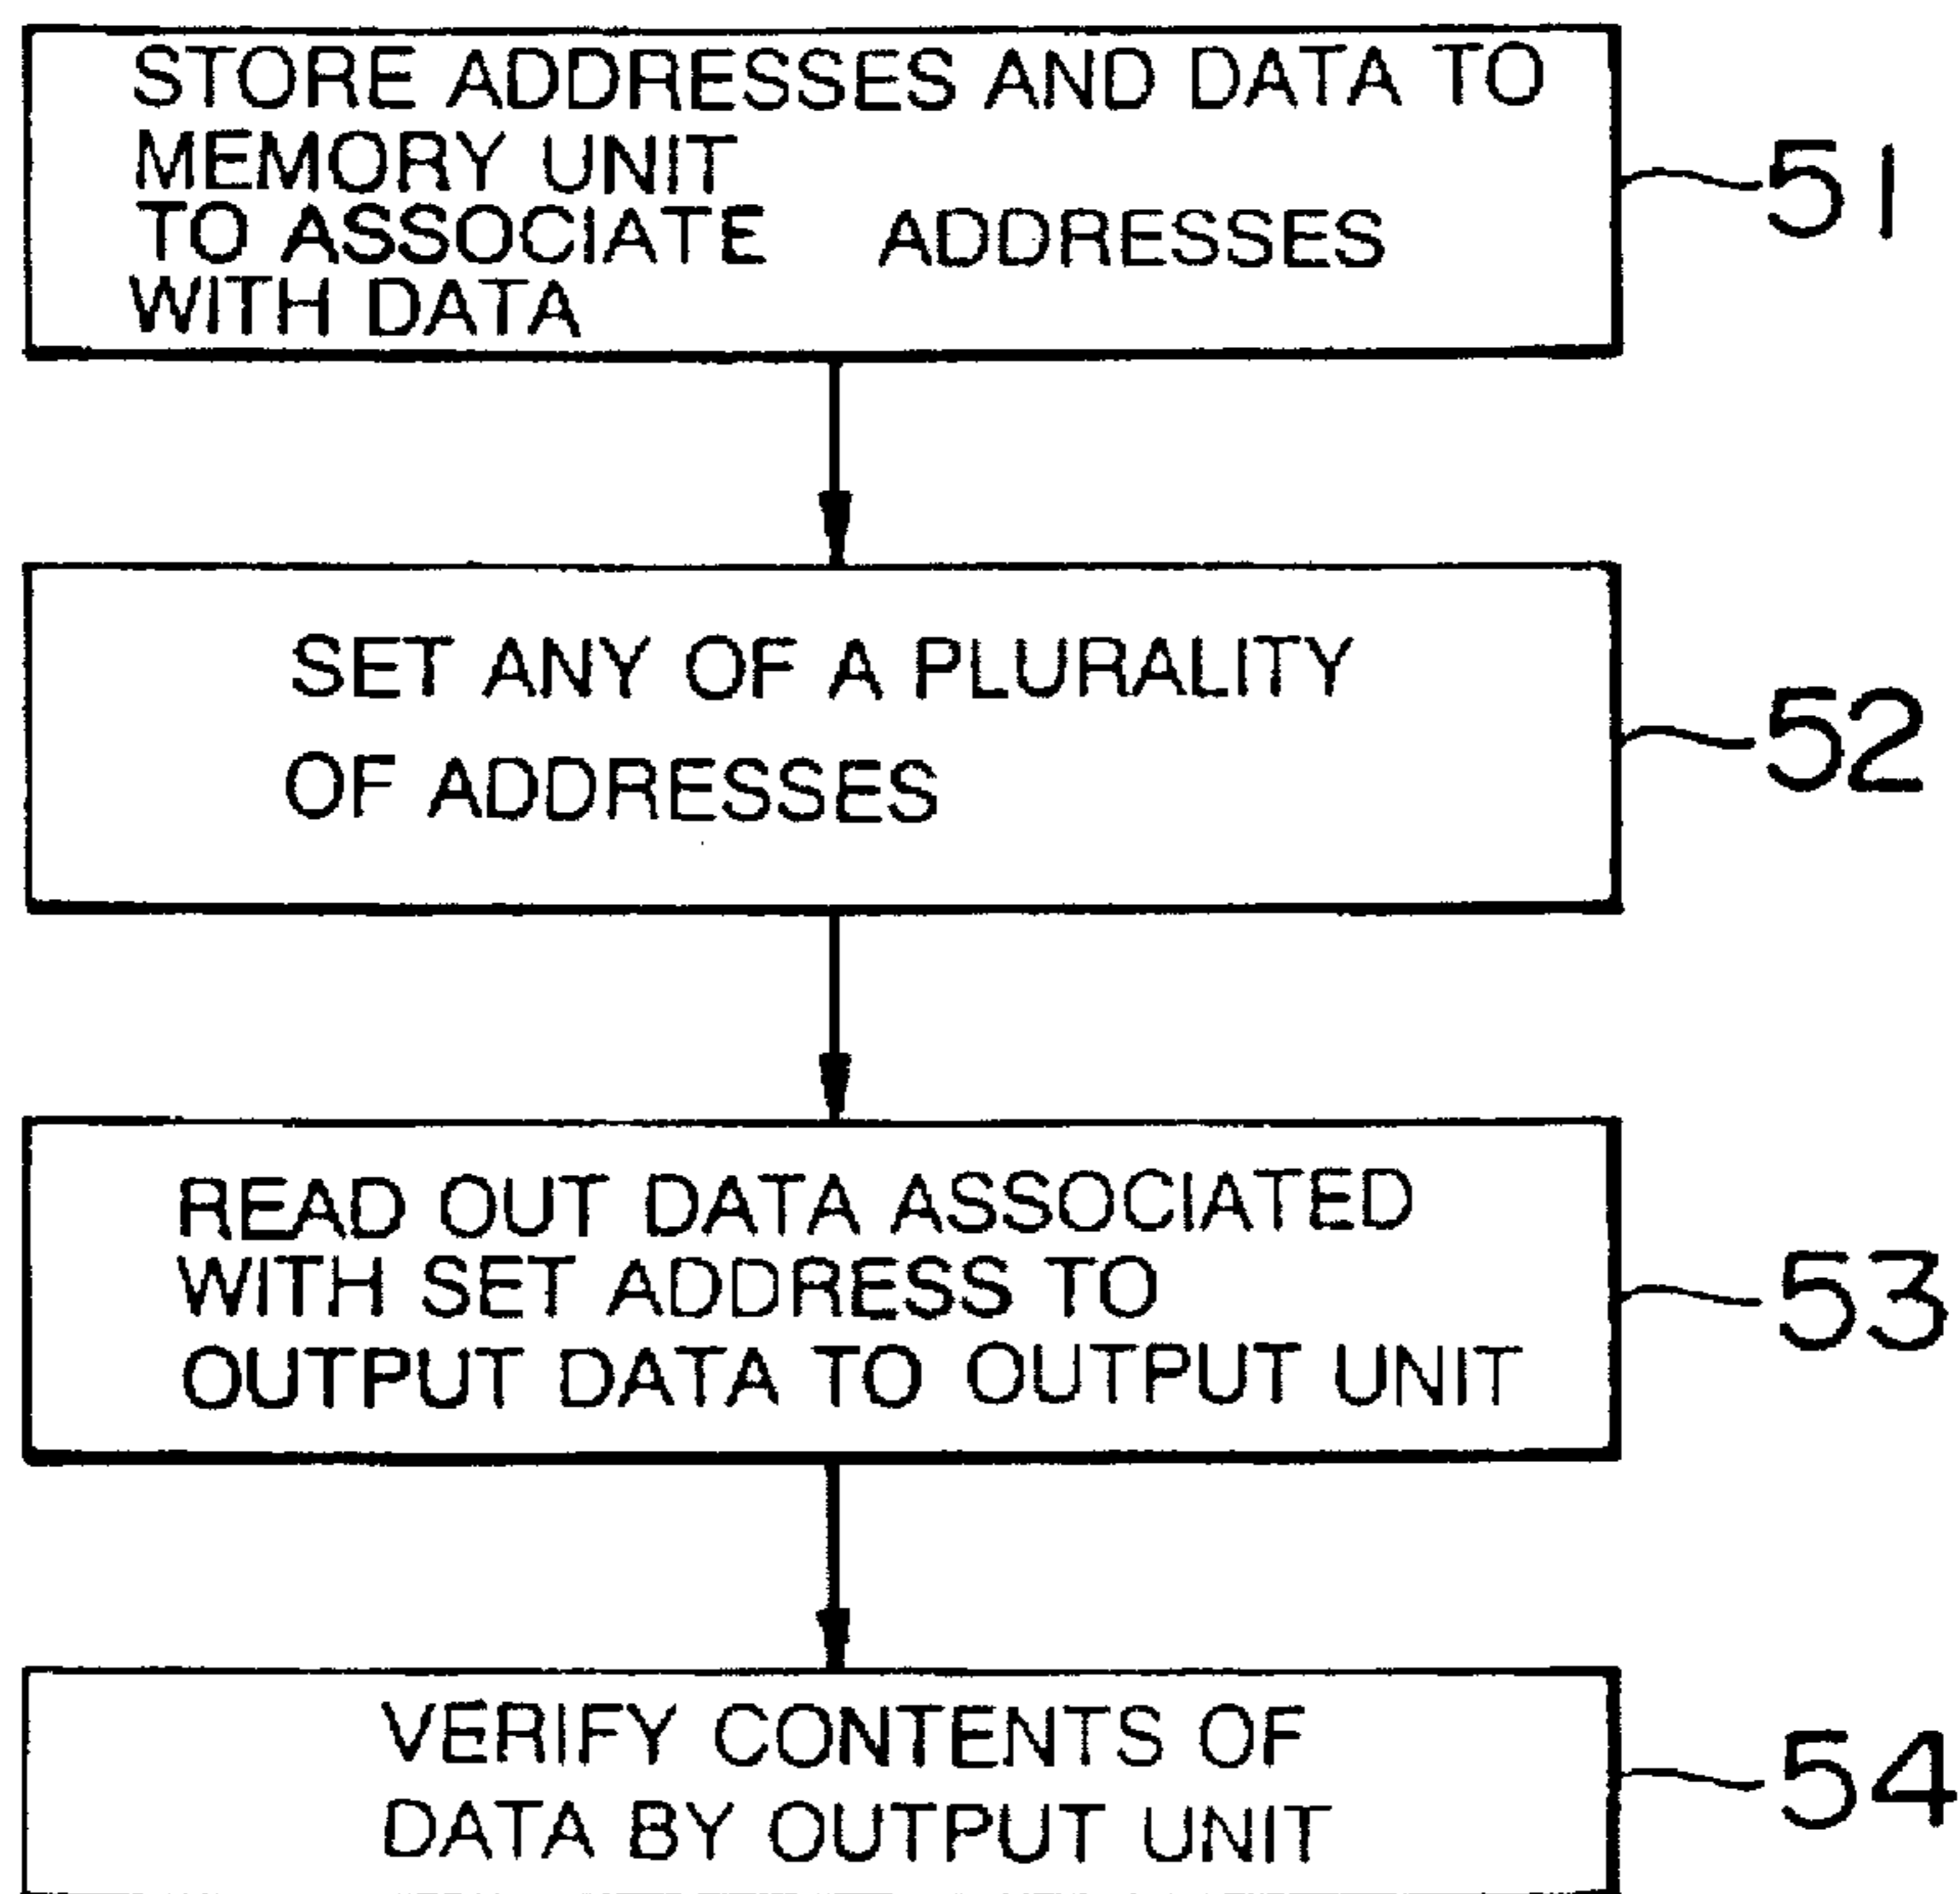 STORE ADDRESSES AND DATA TO
MEMORY UNIT
TO ASSOCIATE ADDRESSES
WITH DATA
51
SET ANY OF A PLURALITY
OF ADDRESSES
52
READ OUT DATA ASSOCIATED
WITH SET ADDRESS TO
OUTPUT DATA TO OUTPUT UNIT
53
VERIFY CONTENTS OF
DATA BY OUTPUT UNIT
54